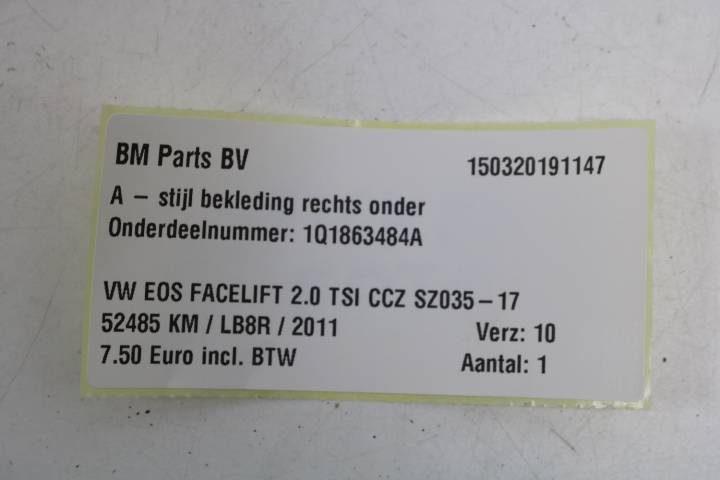 BM Parts BV 150320191147
A – stijl bekleding rechts onder
Onderdeelnummer: 1Q1863484A
VW EOS FACELIFT 2.0 TSI CCZ SZ035–17
52485 KM / LB8R / 2011 Verz: 10
7.50 Euro incl. BTW Aantal: 1